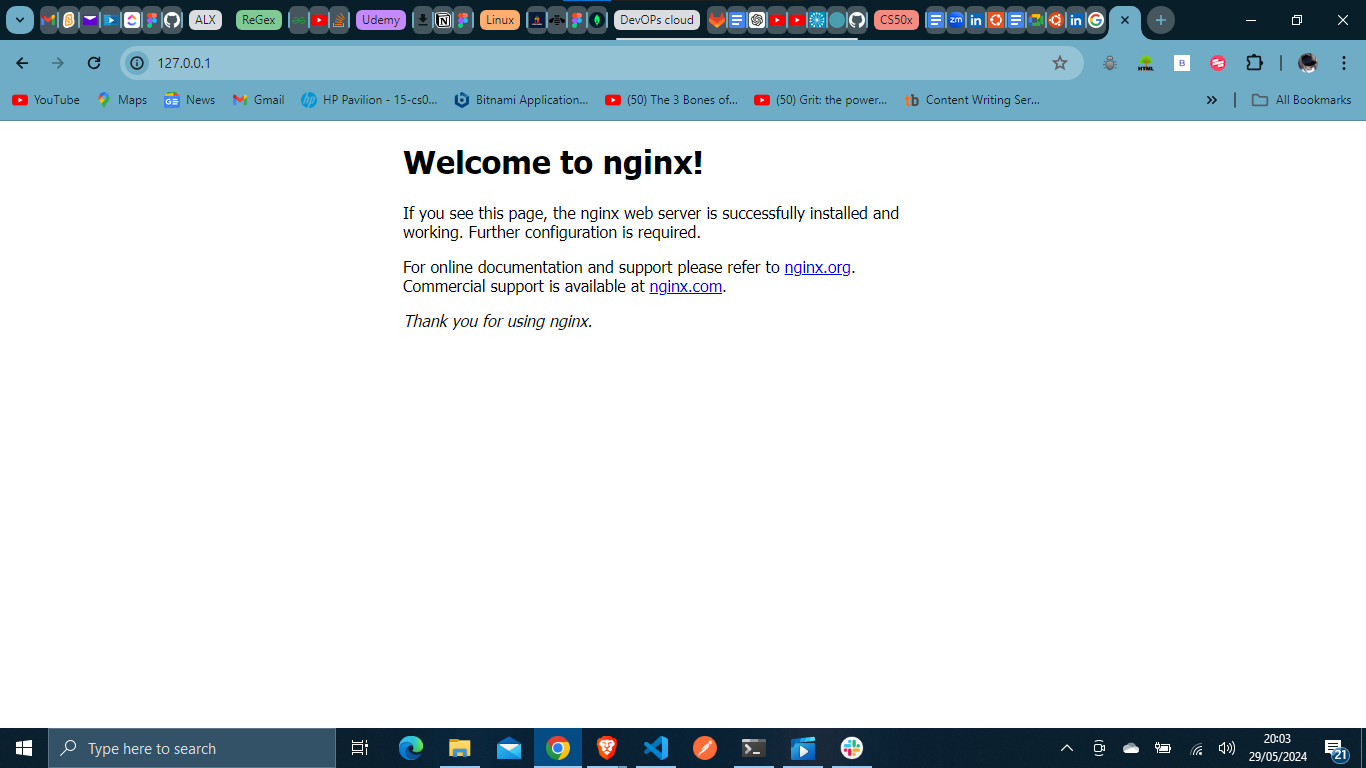 ALX
ReGex
Udemy
Linux
DevOPs cloud
CS50x
127.0.0.1
YouTube
Maps
News
Gmail
HP Pavilion - 15-cs0...
Bitnami Application...
(50) The 3 Bones of...
(50) Grit: the power...
Content Writing Ser...
All Bookmarks
Welcome to nginx!
If you see this page, the nginx web server is successfully installed and
working. Further configuration is required.
For online documentation and support please refer to nginx.org.
Commercial support is available at nginx.com.
Thank you for using nginx.
Type here to search
20:03
29/05/2024
21